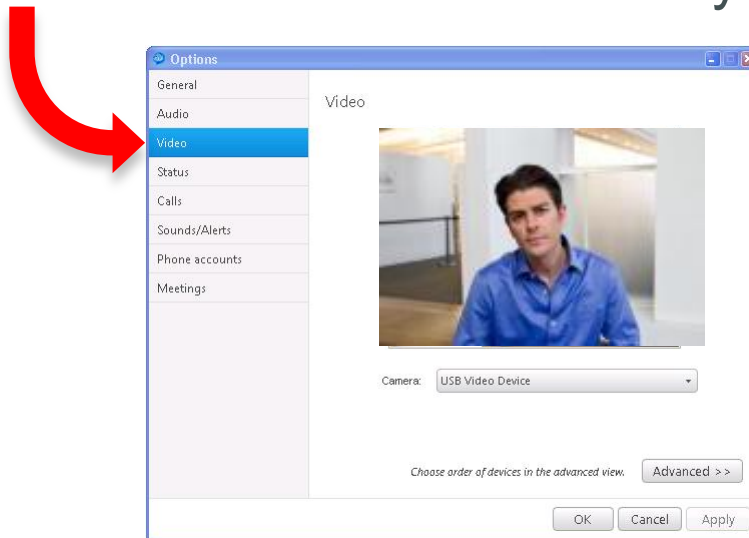 Options
General
Audio
Video
Status
Calls
Sounds/Alerts
Phone accounts
Meetings
Video
Camera:
USB Video Device
Choose order of devices in the advanced view.
Advanced >>
OK
Cancel
Apply